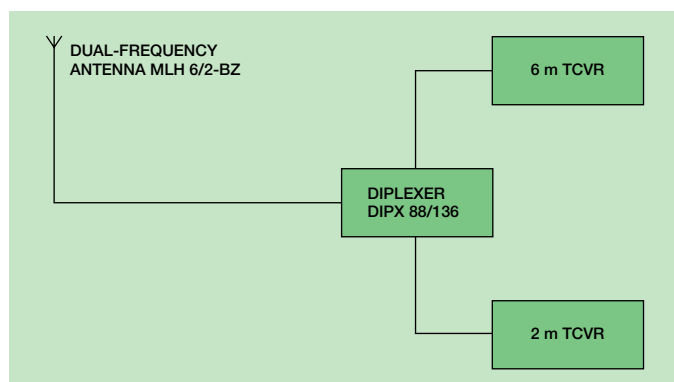 DUAL-FREQUENCY
ANTENNA MLH 6/2-BZ
6 m TCVR
DIPLEXER
DIPX 88/136
2 m TCVR